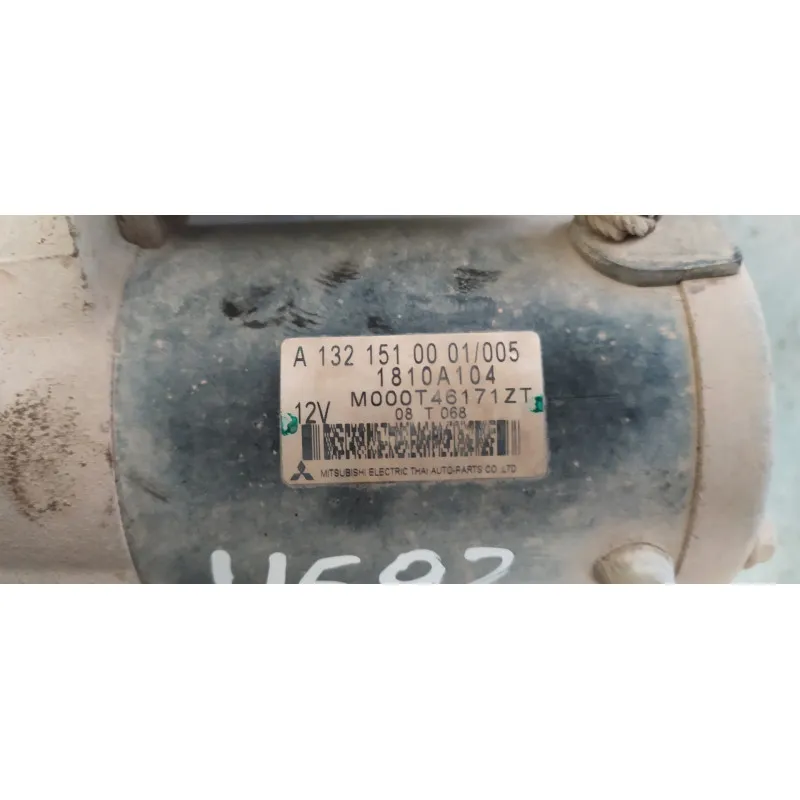 A 132 151 00 01/005
1810A104
M000T46171ZT
12V 08 T 068
MITSUBISHI ELECTRIC THAI AUTO-PARTS CO. LTD